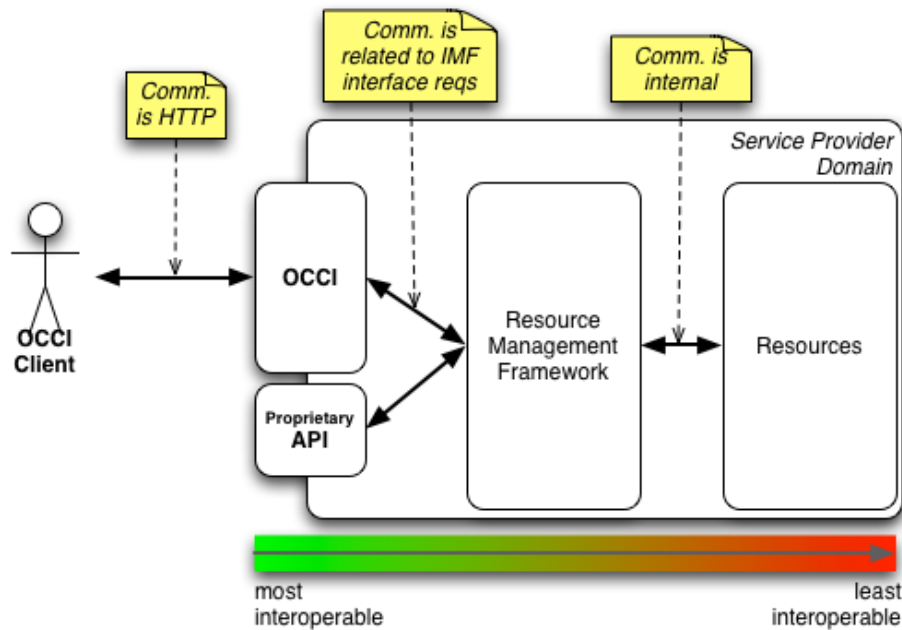 Comm. is
related to IMF
interface reqs
Comm. is
internal
Comm.
is HTTP
Service Provider
Domain
OCCI
Client
OCCI
Proprietary
API
Resource
Management
Framework
Resources
most
interoperable
least
interoperable